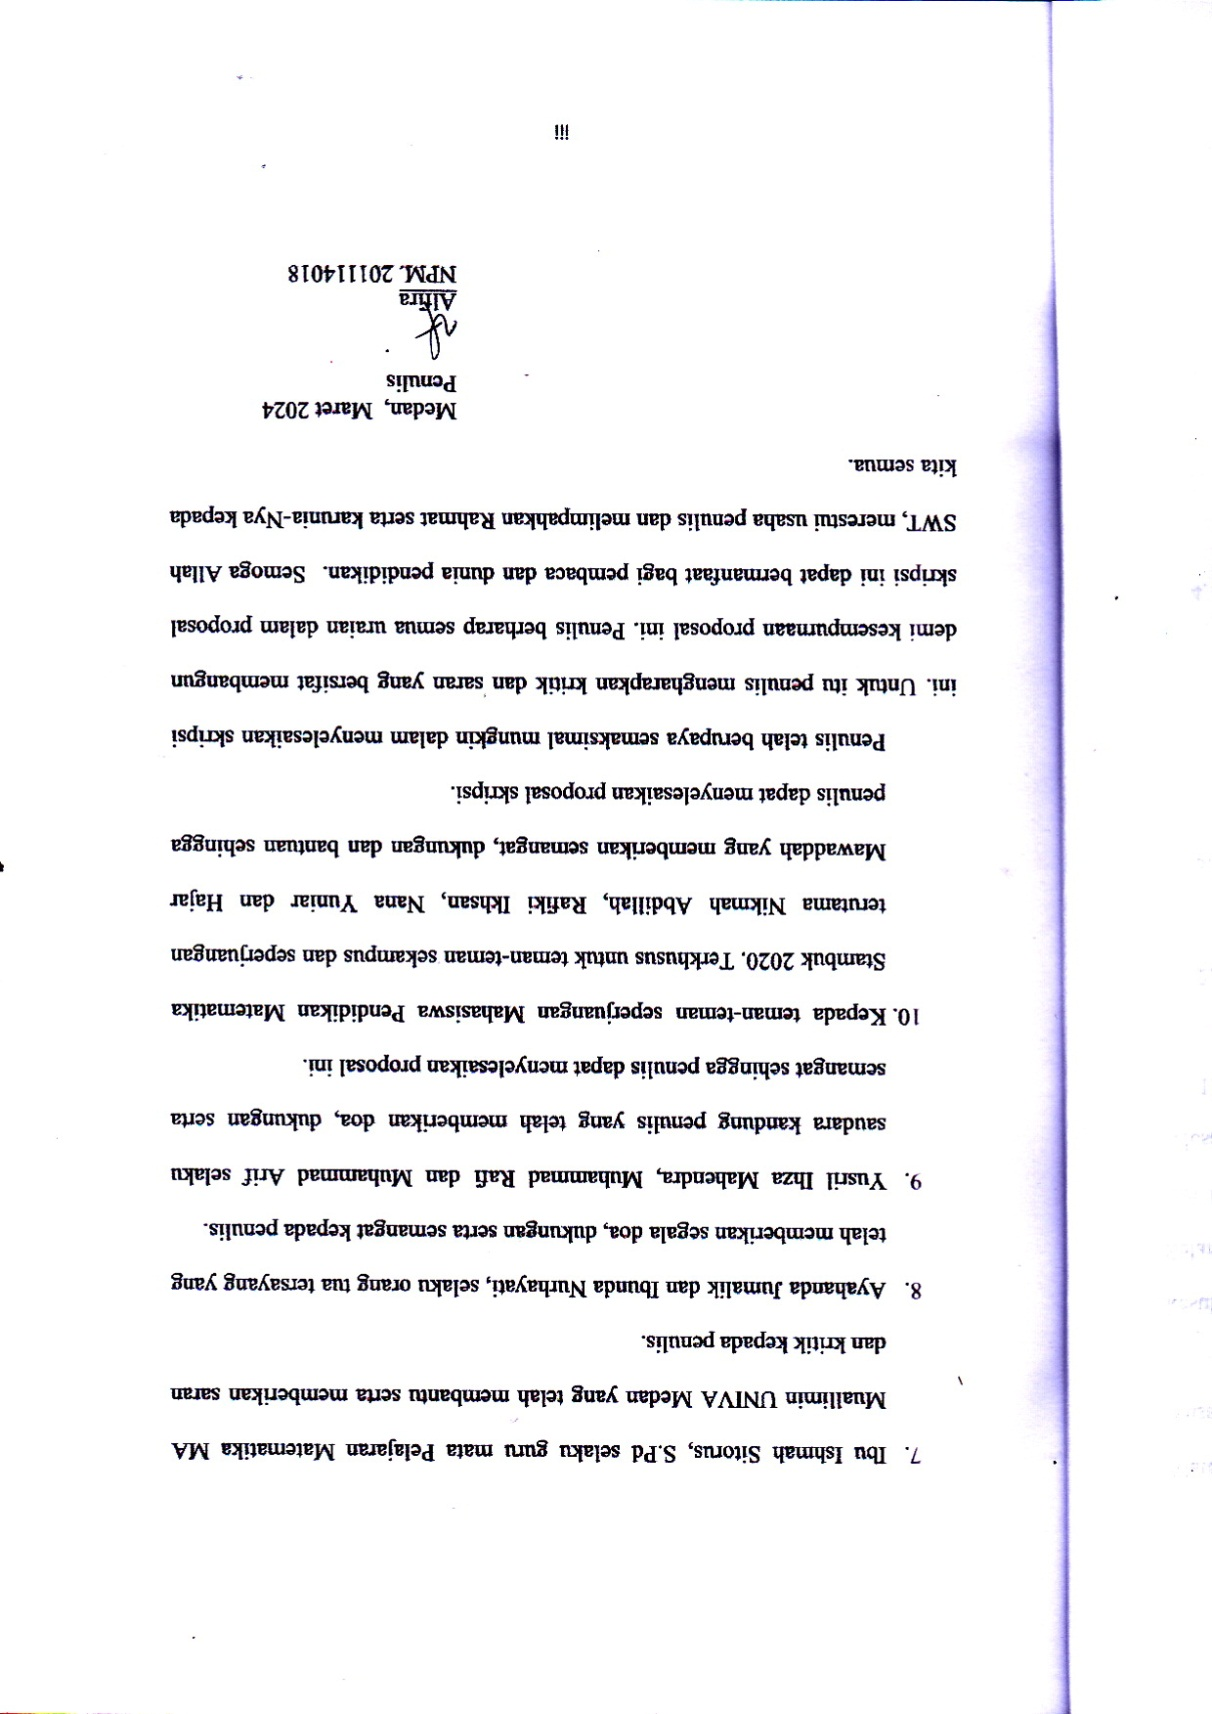 7. Ibu Ishmah Sitorus, S.Pd selaku guru mata Pelajaran Matematika MA
Muallimin UNIVA Medan yang telah membantu serta memberikan saran
dan kritik kepada penulis.
8. Ayahanda Jumalik dan Ibunda Nurhayati, selaku orang tua tersayang yang
telah memberikan segala doa, dukungan serta semangat kepada penulis.
9. Yusril Ihza Mahendra, Muhammad Rafi dan Muhammad Arif selaku
saudara kandung penulis yang telah memberikan doa, dukungan serta
semangat sehingga penulis dapat menyelesaikan proposal ini.
10. Kepada teman-teman seperjuangan Mahasiswa Pendidikan Matematika
Stambuk 2020. Terkhusus untuk teman-teman sekampus dan seperjuangan
terutama Nikmah Abdillah, Rafiki Ikhsan, Nana Yuniar dan Hajar
Mawaddah yang memberikan semangat, dukungan dan bantuan sehingga
penulis dapat menyelesaikan proposal skripsi.
Penulis telah berupaya semaksimal mungkin dalam menyelesaikan skripsi
ini. Untuk itu penulis mengharapkan kritik dan saran yang bersifat membangun
demi kesempurnaan proposal ini. Penulis berharap semua uraian dalam proposal
skripsi ini dapat bermanfaat bagi pembaca dan dunia pendidikan. Semoga Allah
SWT, merestui usaha penulis dan melimpahkan Rahmat serta karunia-Nya kepada
kita semua.
Medan, Maret 2024
Penulis
Alfira
NPM. 201114018
iii